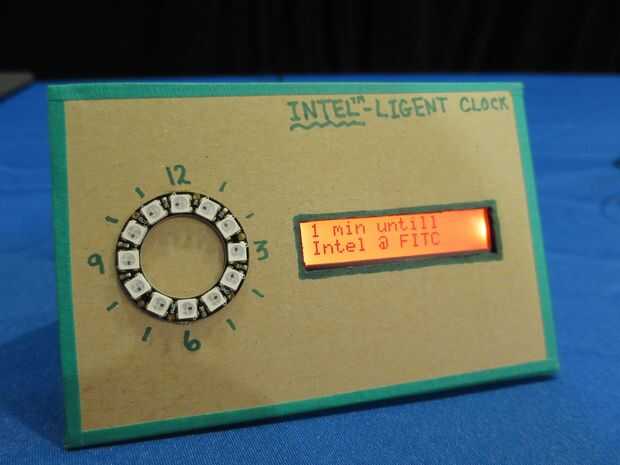 INTEL™-LIGENT CLOCK
12
3
9
6
1 min untill
Intel @ FITC